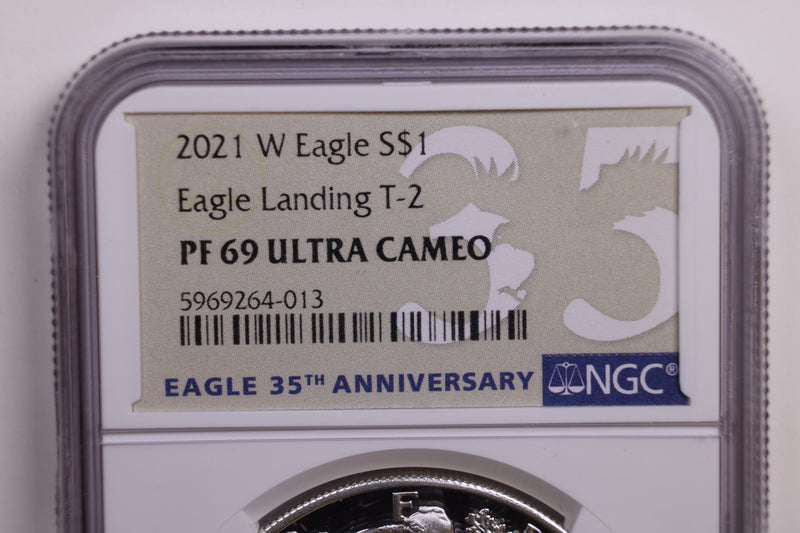 2021 W Eagle S$1
Eagle Landing T-2
PF 69 ULTRA CAMEO
5969264-013
35
EAGLE 35TH ANNIVERSARY
NGC®
F